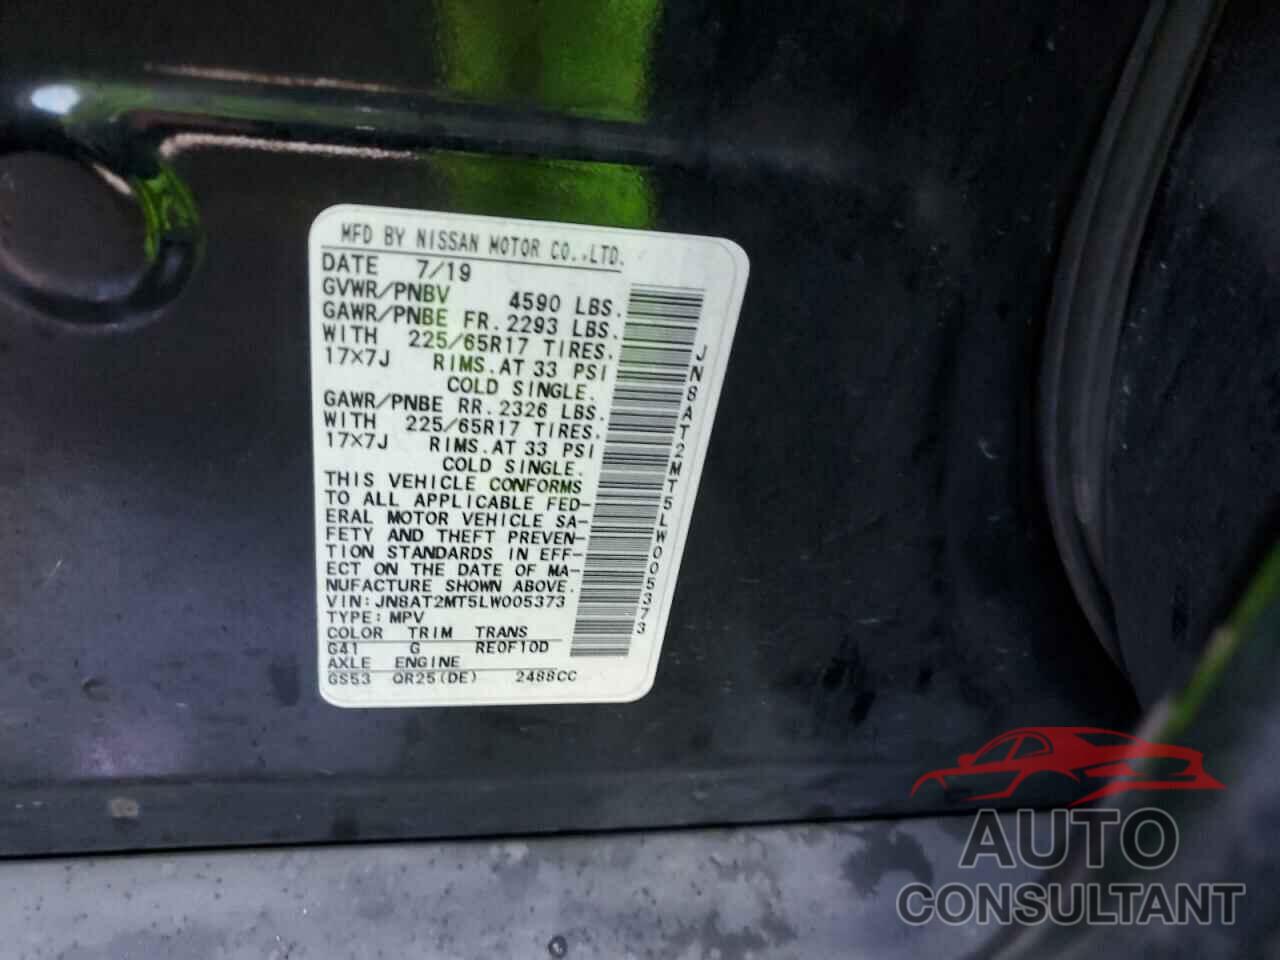 MFD BY NISSAN MOTOR CO.,LTD.
DATE 7/19
GVWR/PNBV 4590 LBS.
GAWR/PNBE FR. 2293 LBS.
WITH 225/65R17 TIRES.
17×7J RIMS.AT 33 PSI
COLD SINGLE.
GAWR/PNBE RR. 2326 LBS.
WITH 225/65R17 TIRES.
17×7J RIMS.AT 33 PSI
COLD SINGLE.
THIS VEHICLE CONFORMS
TO ALL APPLICABLE FED-
ERAL MOTOR VEHICLE SA-
FETY AND THEFT PREVEN-
TION STANDARDS IN EFF-
ECT ON THE DATE OF MA-
NUFACTURE SHOWN ABOVE.
VIN:JN8AT2MT5LW005373
TYPE:MPV
COLOR TRIM TRANS
G41 G RE0F10D
AXLE ENGINE
GS53 QR25(DE) 2488CC
JN8AT2MT5LW005373
AUTO
CONSULTANT